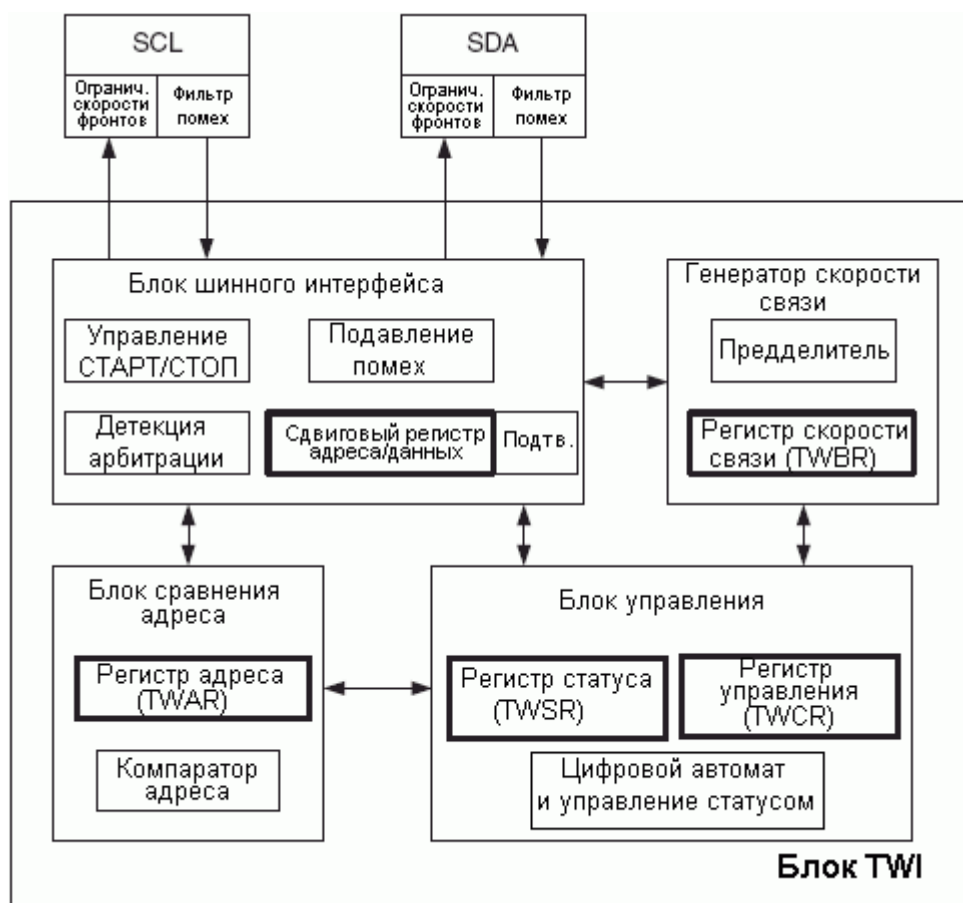 SCL
Огранич.
скорости
фронтов
Фильтр
помех
SDA
Огранич.
скорости
фронтов
Фильтр
помех
Блок шинного интерфейса
Управление
СТАРТ/СТОП
Подавление
помех
Детекция
арбитрации
Сдвиговый регистр
адреса/данных
Подтв.
Генератор скорости
связи
Предделитель
Регистр скорости
связи (TWBR)
Блок сравнения
адреса
Регистр адреса
(TWAR)
Компаратор
адреса
Блок управления
Регистр статуса
(TWSR)
Регистр
управления
(TWCR)
Цифровой автомат
и управление статусом
Блок TWI